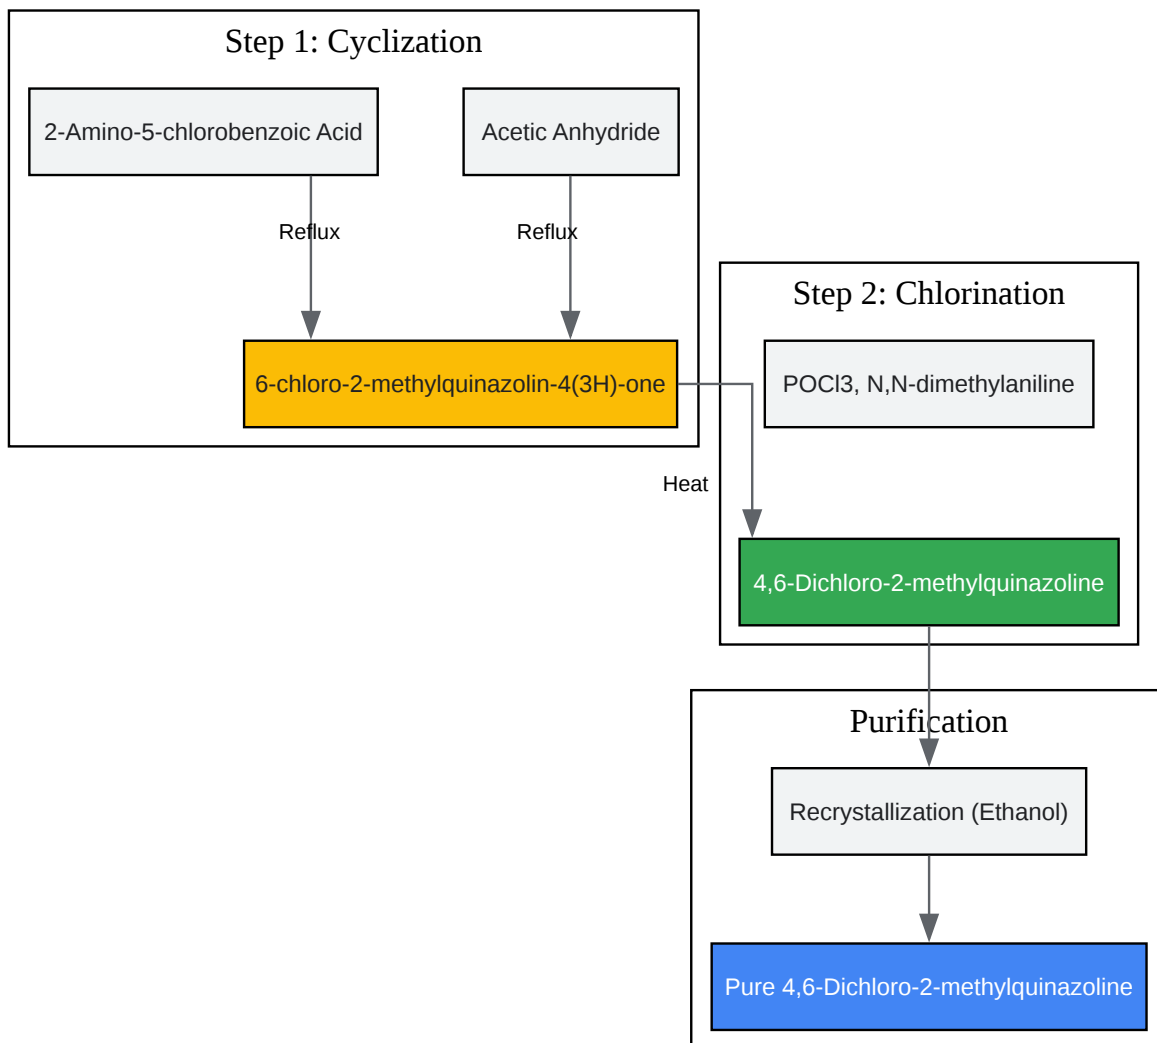 Step 1: Cyclization
2-Amino-5-chlorobenzoic Acid
Acetic Anhydride
Reflux
Reflux
6-chloro-2-methylquinazolin-4(3H)-one
Step 2: Chlorination
POCl3, N,N-dimethylaniline
Heat
4,6-Dichloro-2-methylquinazoline
Purification
Recrystallization (Ethanol)
Pure 4,6-Dichloro-2-methylquinazoline